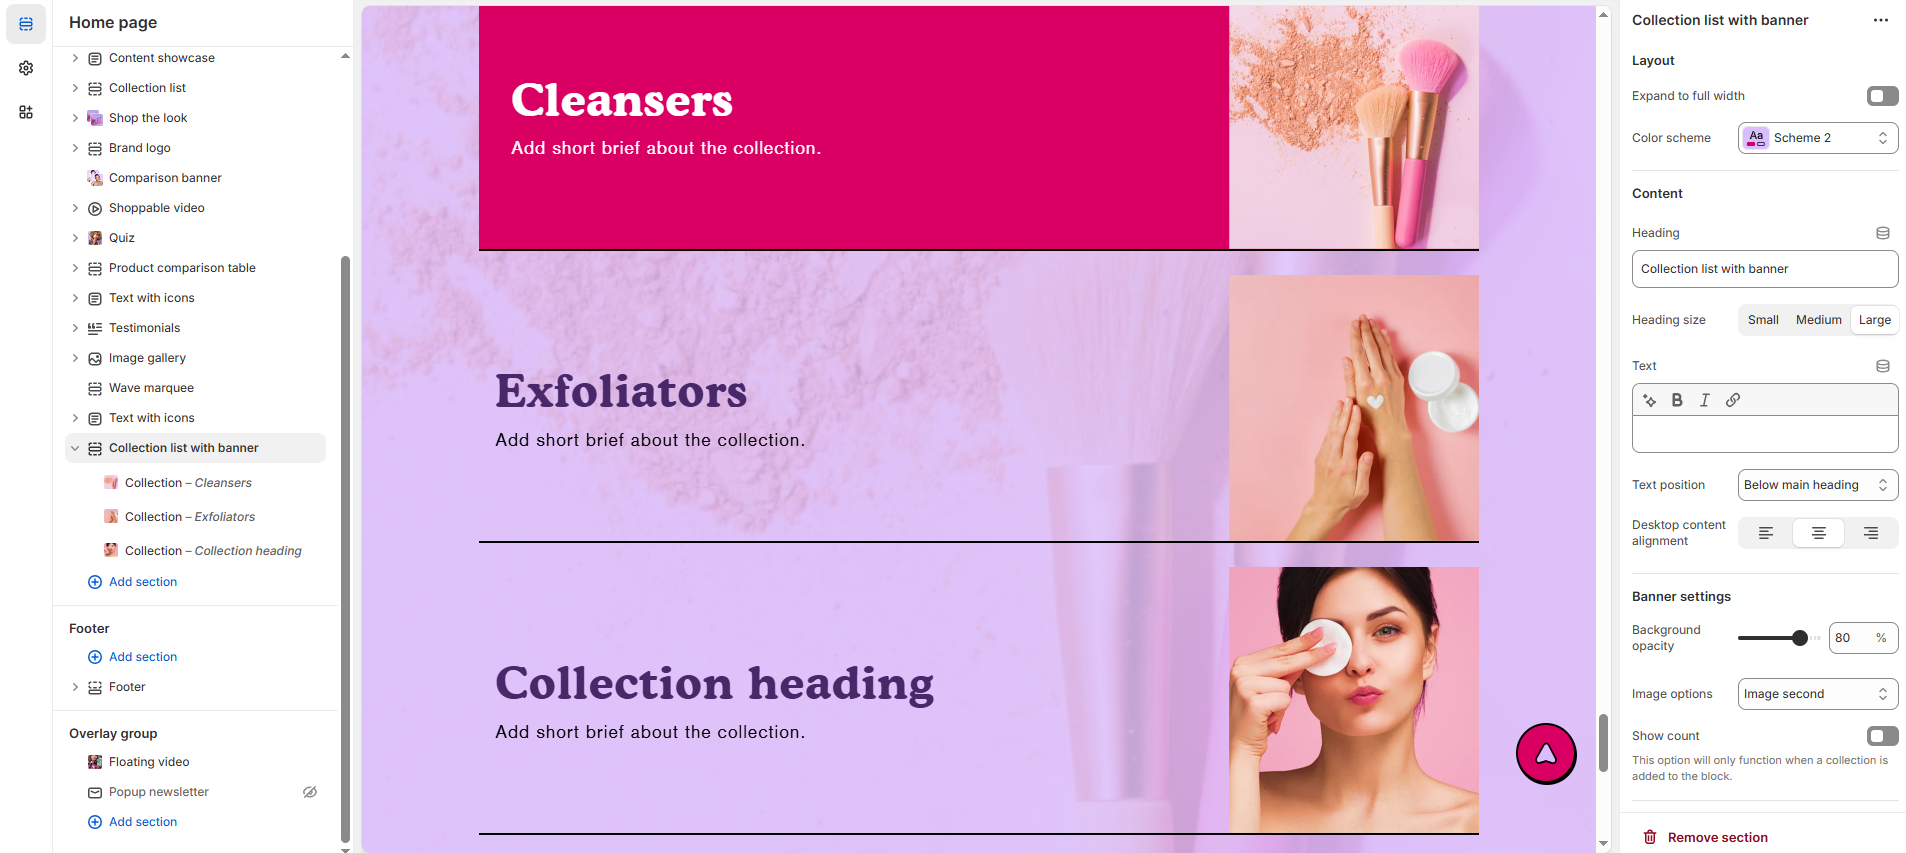 Home page
Content showcase
Collection list
Shop the look
Brand logo
Comparison banner
Shoppable video
Quiz
Product comparison table
Text with icons
Testimonials
Image gallery
Wave marquee
Text with icons
Collection list with banner
Collection – Cleansers
Collection – Exfoliators
Collection – Collection heading
Add section
Footer
Add section
Footer
Overlay group
Floating video
Popup newsletter
Add section
Cleansers
Add short brief about the collection.
Exfoliators
Add short brief about the collection.
Collection heading
Add short brief about the collection.
Collection list with banner
Layout
Expand to full width
Color scheme
Aa
Scheme 2
Content
Heading
Collection list with banner
Heading size
Small Medium Large
Text
B I
Text position
Below main heading
Desktop content
alignment
Banner settings
Background
opacity
80 %
Image options
Image second
Show count
This option will only function when a collection is
added to the block.
Remove section